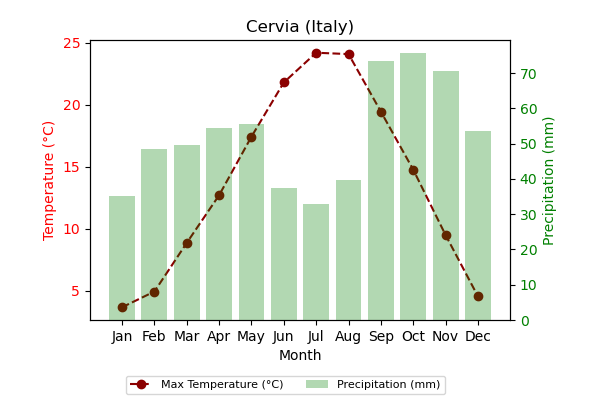 Cervia (Italy)
25
20
15
10
5
Temperature (°C)
70
60
50
40
30
20
10
0
Precipitation (mm)
Jan Feb Mar Apr May Jun Jul Aug Sep Oct Nov Dec
Month
Max Temperature (°C) Precipitation (mm)